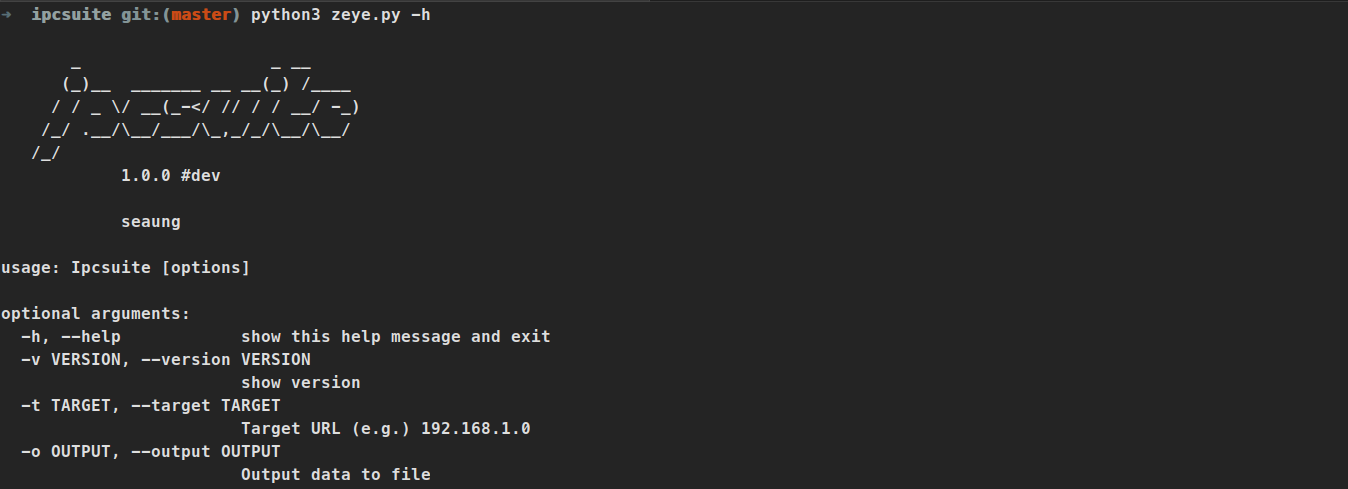 ➜  ipcsuite git:(master) python3 zeye.py -h
       _                   _ __
      (_)__  _______ __ __(_) /____
     / / _ \/ __(_-</ // / / __/ -_)
    /_/ .__/\__/___/\_,_/_/\__/\__/
   /_/
            1.0.0 #dev
            seaung
usage: Ipcsuite [options]
optional arguments:
  -h, --help            show this help message and exit
  -v VERSION, --version VERSION
                        show version
  -t TARGET, --target TARGET
                        Target URL (e.g.) 192.168.1.0
  -o OUTPUT, --output OUTPUT
                        Output data to file